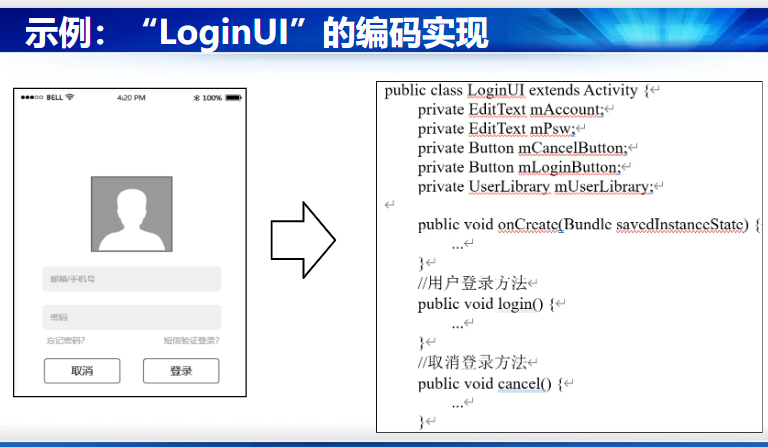 示例：“LoginUI”的编码实现
BELL 4:20 PM 100%
邮箱/手机号
密码
忘记密码? 短信验证登录?
取消 登录
public class LoginUI extends Activity {
private EditText mAccount;
private EditText mPsw;
private Button mCancelButton;
private Button mLoginButton;
private UserLibrary mUserLibrary;
public void onCreate(Bundle savedInstanceState) {
...
}
//用户登录方法
public void login() {
...
}
//取消登录方法
public void cancel() {
...
}